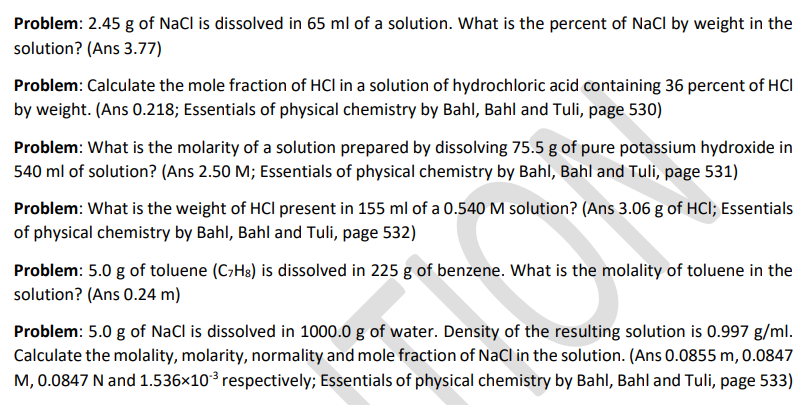 Problem: 2.45 g of NaCl is dissolved in 65 ml of a solution. What is the percent of NaCl by weight in the
solution? (Ans 3.77)
Problem: Calculate the mole fraction of HCl in a solution of hydrochloric acid containing 36 percent of HCl
by weight. (Ans 0.218; Essentials of physical chemistry by Bahl, Bahl and Tuli, page 530)
Problem: What is the molarity of a solution prepared by dissolving 75.5 g of pure potassium hydroxide in
540 ml of solution? (Ans 2.50 M; Essentials of physical chemistry by Bahl, Bahl and Tuli, page 531)
Problem: What is the weight of HCl present in 155 ml of a 0.540 M solution? (Ans 3.06 g of HCl; Essentials
of physical chemistry by Bahl, Bahl and Tuli, page 532)
Problem: 5.0 g of toluene (C₇H₈) is dissolved in 225 g of benzene. What is the molality of toluene in the
solution? (Ans 0.24 m)
Problem: 5.0 g of NaCl is dissolved in 1000.0 g of water. Density of the resulting solution is 0.997 g/ml.
Calculate the molality, molarity, normality and mole fraction of NaCl in the solution. (Ans 0.0855 m, 0.0847
M, 0.0847 N and 1.536×10⁻³ respectively; Essentials of physical chemistry by Bahl, Bahl and Tuli, page 533)
TION